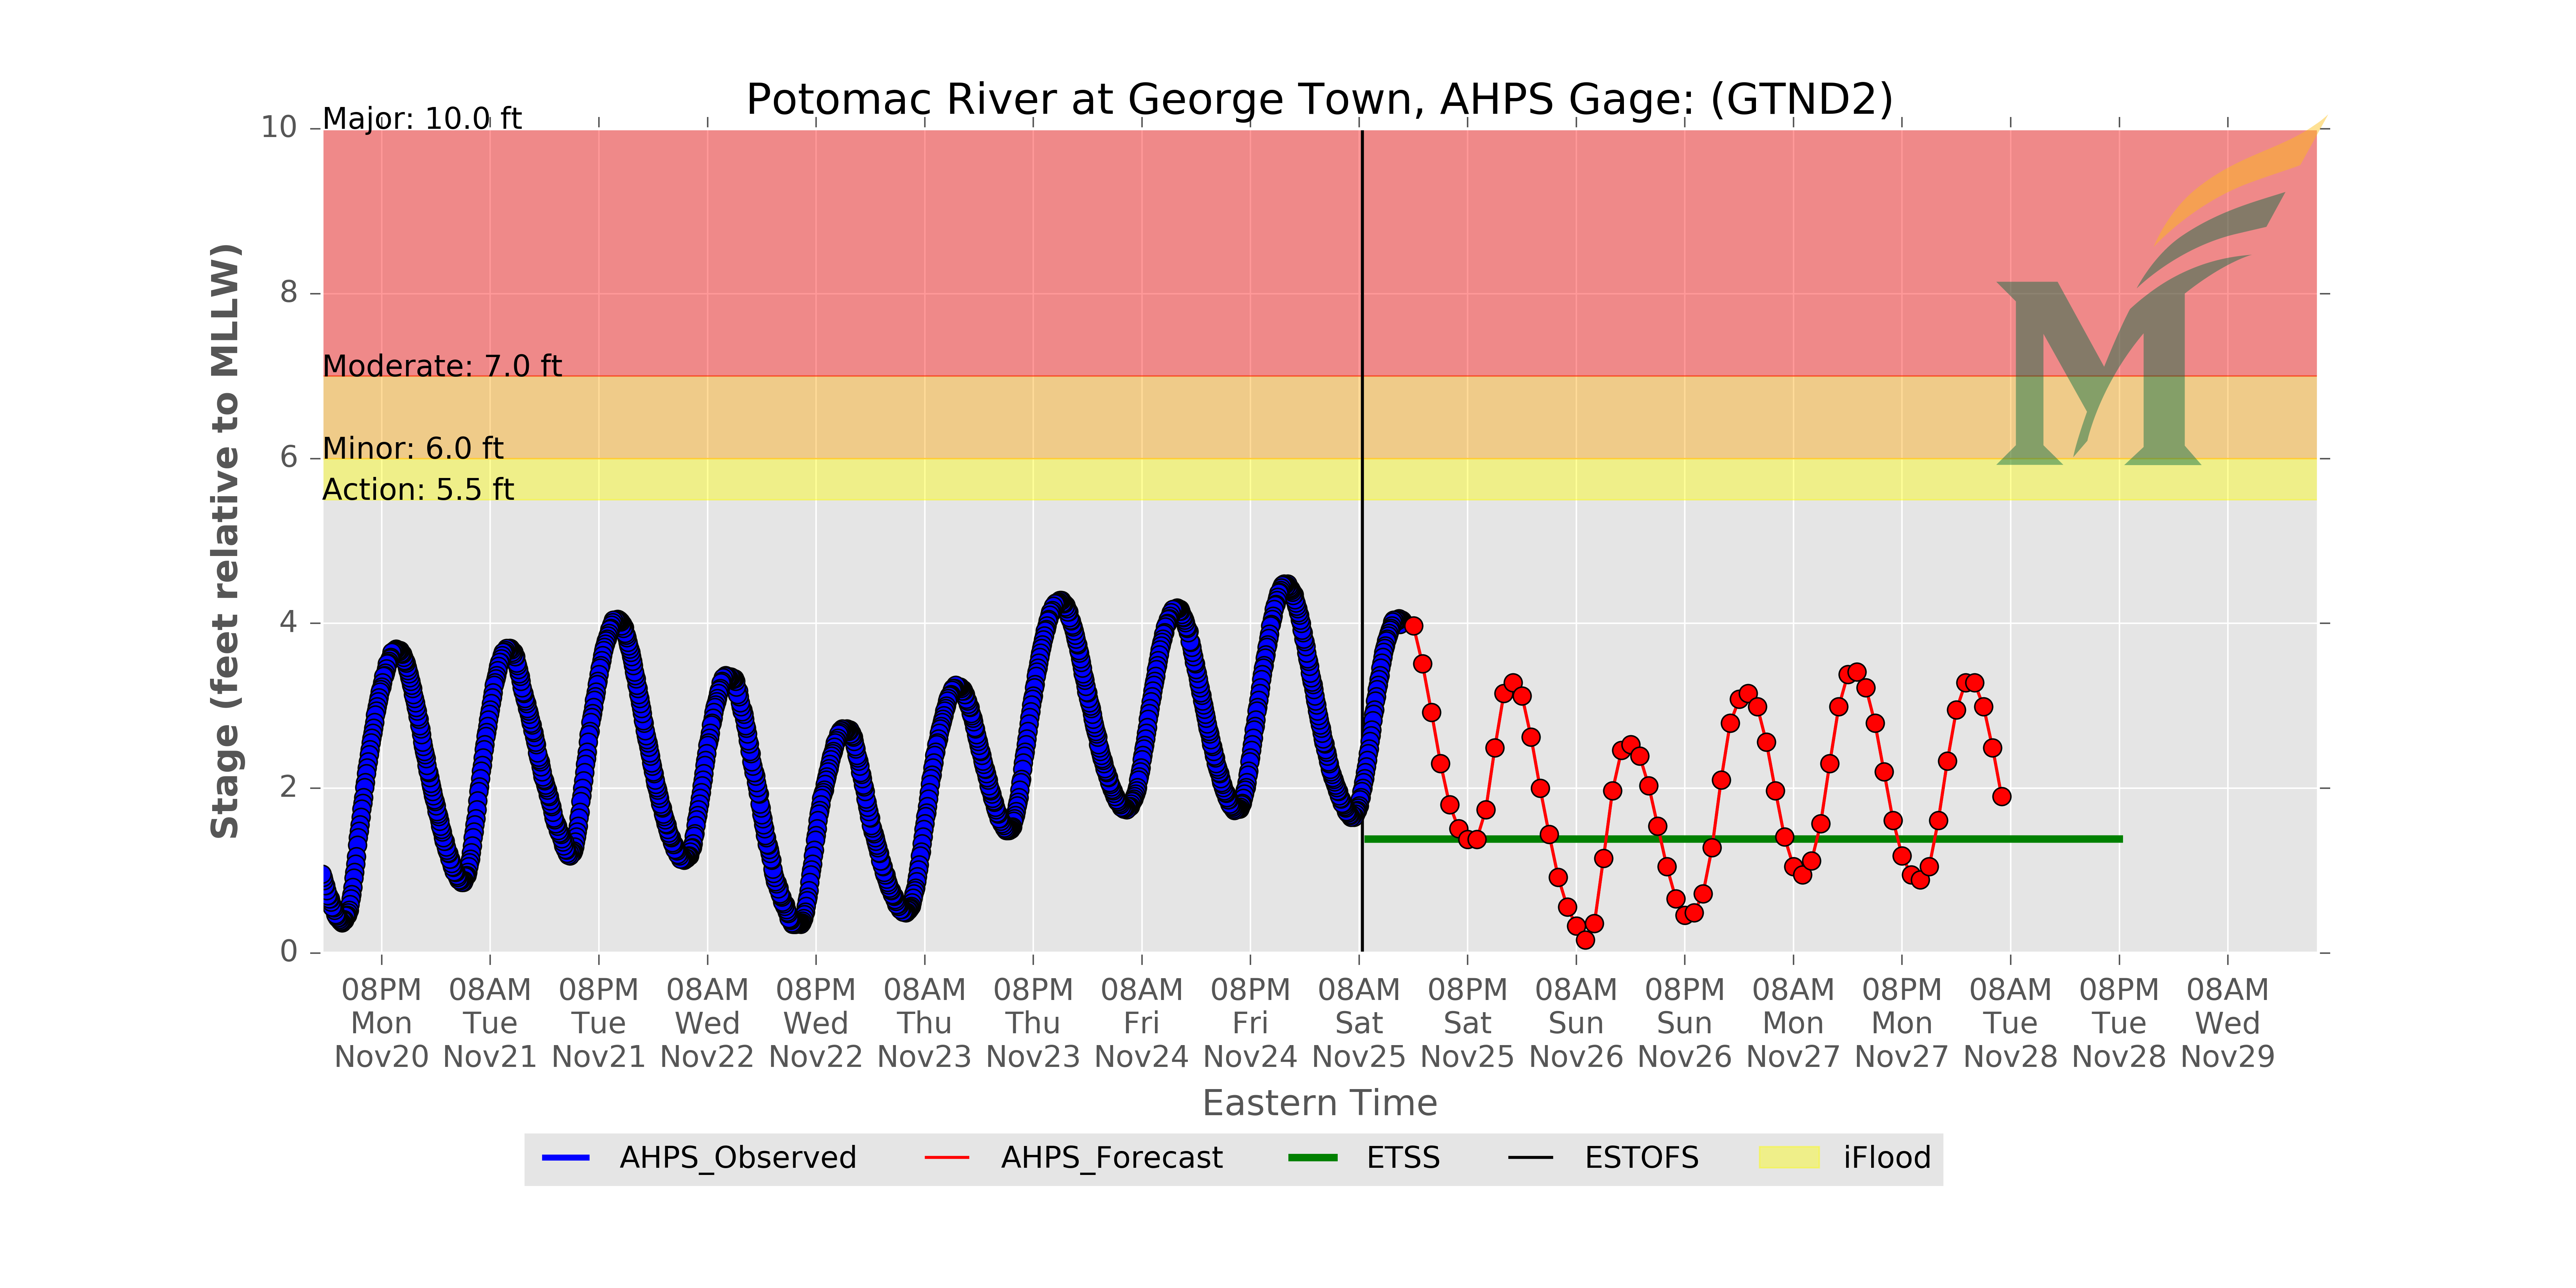 Potomac River at George Town, AHPS Gage: (GTND2)
Major: 10.0 ft
Moderate: 7.0 ft
Minor: 6.0 ft
Action: 5.5 ft
Stage (feet relative to MLLW)
10
8
6
4
2
0
08PM 08AM 08PM 08AM 08PM 08AM 08PM 08AM 08PM 08AM 08PM 08AM 08PM 08AM 08PM 08AM 08PM 08AM
Mon Tue Tue Wed Wed Thu Thu Fri Fri Sat Sat Sun Sun Mon Mon Tue Tue Wed
Nov20 Nov21 Nov21 Nov22 Nov22 Nov23 Nov23 Nov24 Nov24 Nov25 Nov25 Nov26 Nov26 Nov27 Nov27 Nov28 Nov28 Nov29
Eastern Time
AHPS_Observed AHPS_Forecast ETSS ESTOFS iFlood